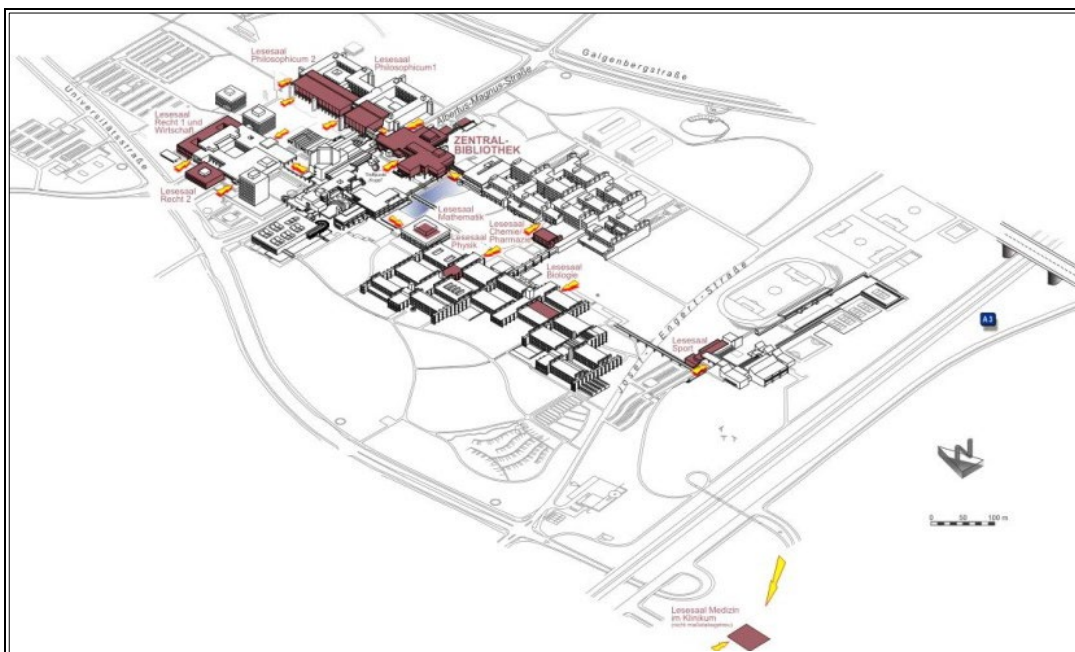 Lesesaal
Philosophicum 2
Lesesaal
Philosophicum1
Galgenbergstraße
Albertus-Magnus-Straße
Universitätsstraße
Lesesaal
Recht 1 und
Wirtschaft
ZENTRAL-
BIBLIOTHEK
Lesesaal
Recht 2
Lesesaal
Mathematik
Lesesaal
Physik
Lesesaal
Chemie/
Pharmazie
Lesesaal
Biologie
Josef-Engert-Straße
Lesesaal
Sport
A3
N
0 50 100 m
Lesesaal Medizin
im Klinikum
(nicht maßstabsgetreu)